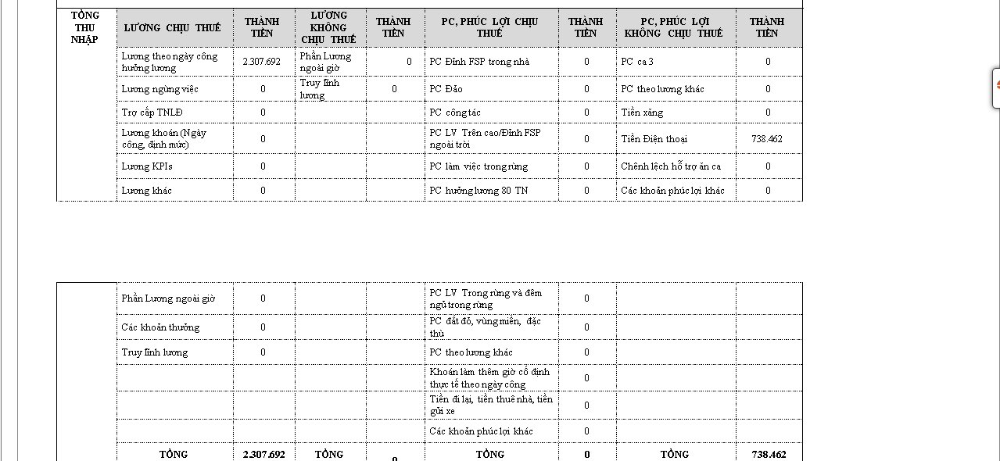 TỔNG
THU
NHẬP
LƯƠNG CHỊU THUẾ
THÀNH
TIỀN
LƯƠNG
KHÔNG
CHỊU THUẾ
THÀNH
TIỀN
PC, PHÚC LỢI CHỊU
THUẾ
THÀNH
TIỀN
PC, PHÚC LỢI
KHÔNG CHỊU THUẾ
THÀNH
TIỀN
Lương theo ngày công
hưởng lương
2.307.692
Phần Lương
ngoài giờ
0
PC Đỉnh FSP trong nhà
0
PC ca 3
0
Lương ngừng việc
0
Truy lĩnh
lương
0
PC Đảo
0
PC theo lương khác
0
Trợ cấp TNLĐ
0
PC công tác
0
Tiền xăng
0
Lương khoán (Ngày
công, định mức)
0
PC LV Trên cao/Đỉnh FSP
ngoài trời
0
Tiền Điện thoại
738.462
Lương KPIs
0
PC làm việc trong rừng
0
Chênh lệch hỗ trợ ăn ca
0
Lương khác
0
PC hưởng lương 80 TN
0
Các khoản phúc lợi khác
0
Phần Lương ngoài giờ
0
PC LV Trong rừng và đêm
ngủ trong rừng
0
Các khoản thưởng
0
PC đắt đỏ, vùng miền, đặc
thù
0
Truy lĩnh lương
0
PC theo lương khác
0
Khoán làm thêm giờ cố định
thực tế theo ngày công
0
Tiền đi lại, tiền thuê nhà, tiền
gửi xe
0
Các khoản phúc lợi khác
0
TỔNG
2.307.692
TỔNG
0
TỔNG
0
TỔNG
738.462